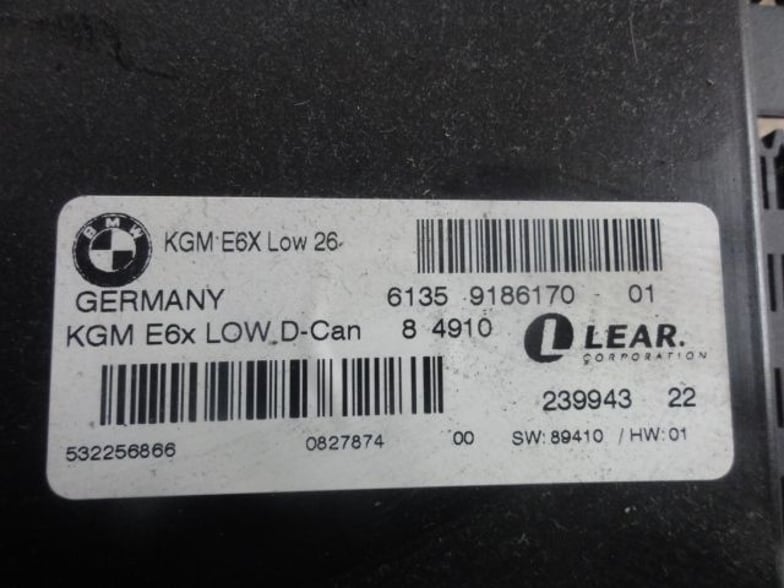 BMW
KGM E6X Low 26
GERMANY 6135 9186170 01
KGM E6x LOW D-Can 8 4910
L LEAR.
CORPORATION
239943 22
532256866 0827874 00 SW: 89410 / HW: 01